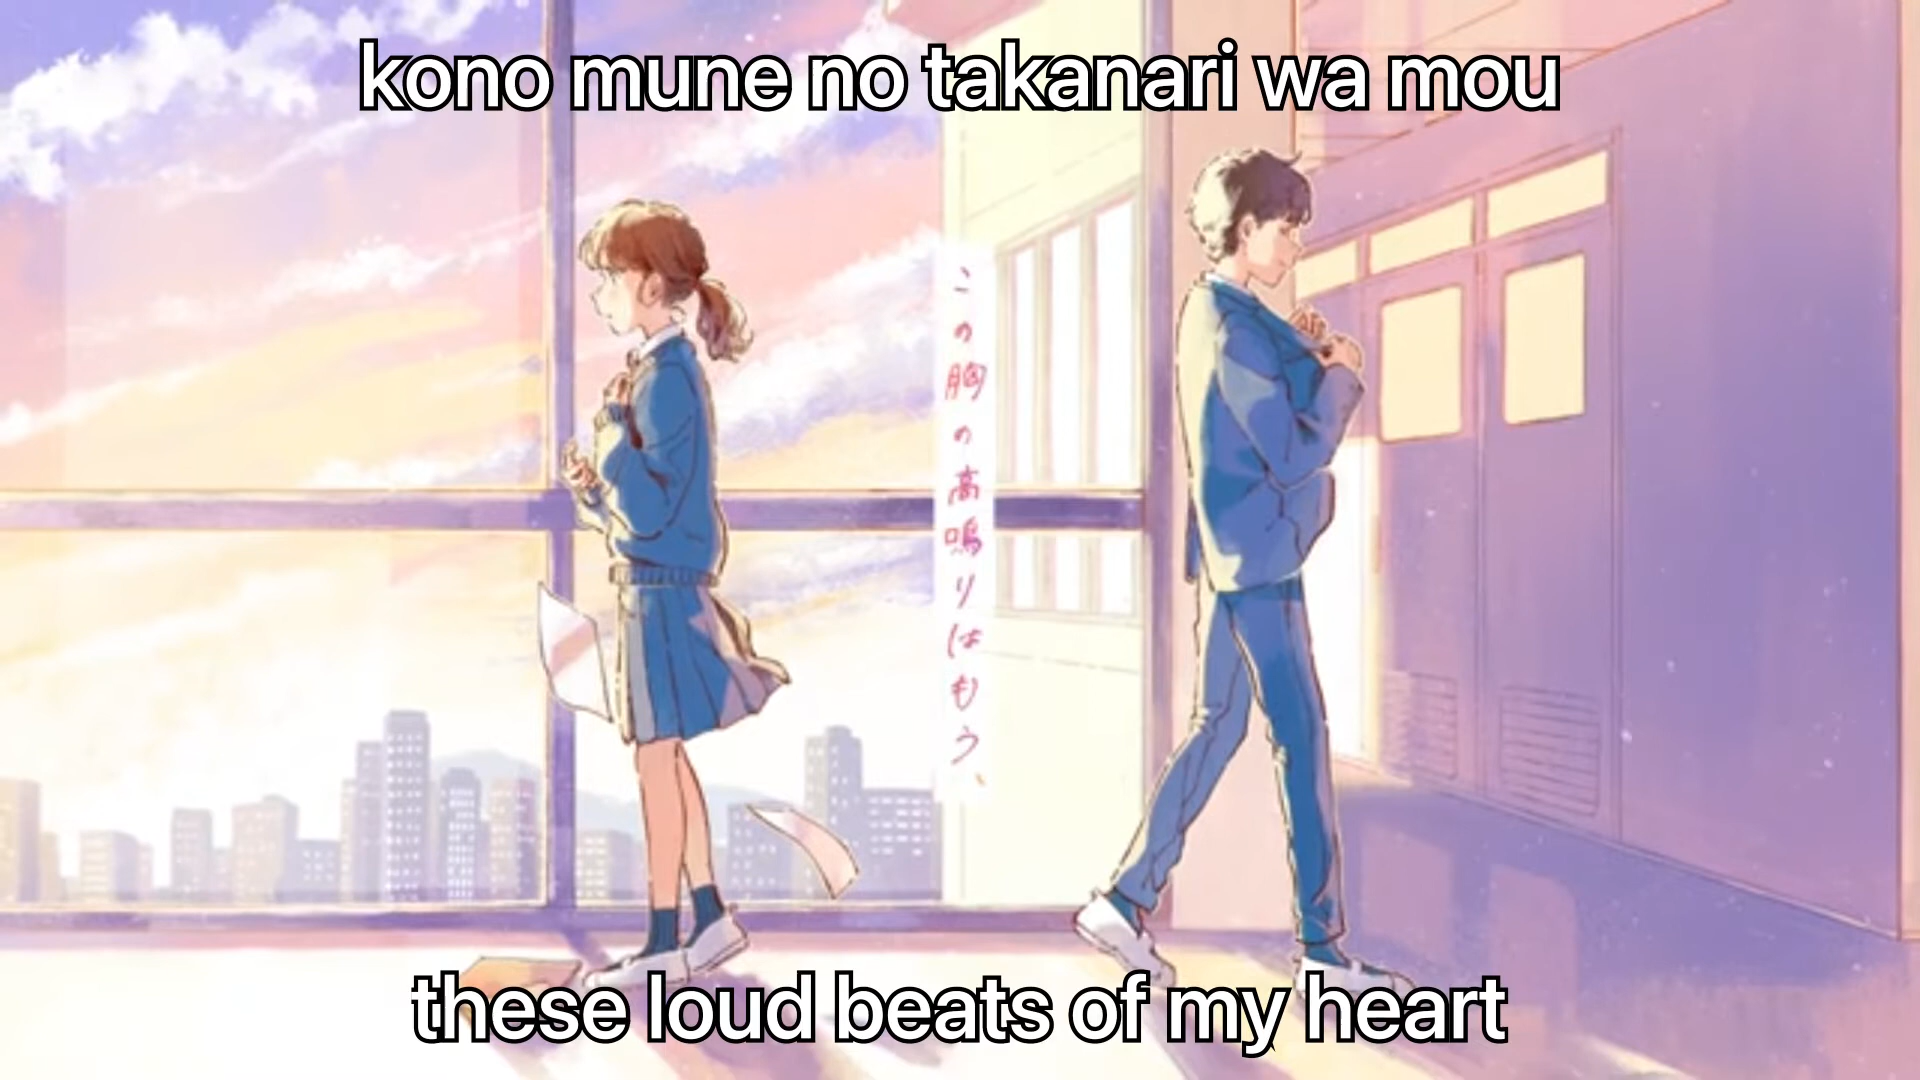 kono mune no takanari wa mou
この胸の高鳴りはもう、
these loud beats of my heart